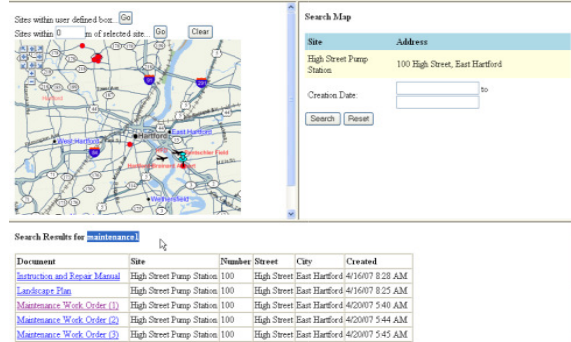 Sites within user defined box... Go
Sites within 0 m of selected site... Go Clear
Hartford
West Hartford
Hartford
East Hartford
Rentschler Field
Wethersfield
Search Map
Site Address
High Street Pump Station 100 High Street, East Hartford
Creation Date: to
Search Reset
Search Results for maintenance1
Document Site Number Street City Created
Instruction and Repair Manual High Street Pump Station 100 High Street East Hartford 4/16/07 8:28 AM
Landscape Plan High Street Pump Station 100 High Street East Hartford 4/16/07 8:25 AM
Maintenance Work Order (1) High Street Pump Station 100 High Street East Hartford 4/20/07 5:40 AM
Maintenance Work Order (2) High Street Pump Station 100 High Street East Hartford 4/20/07 5:44 AM
Maintenance Work Order (3) High Street Pump Station 100 High Street East Hartford 4/20/07 5:45 AM